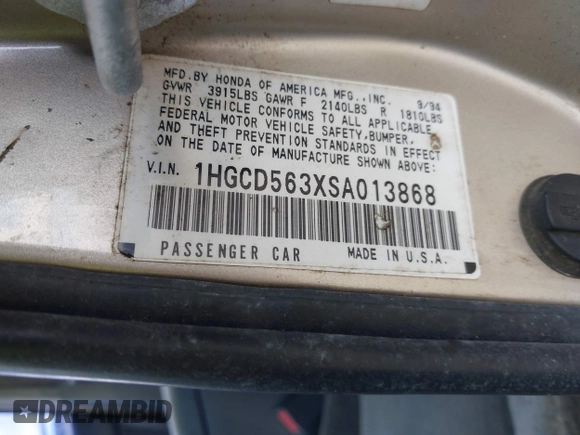 MFD.BY HONDA OF AMERICA MFG.,INC. 9/94
GVWR 3915LBS GAWR F 2140LBS R 1810LBS
THIS VEHICLE CONFORMS TO ALL APPLICABLE
FEDERAL MOTOR VEHICLE SAFETY,BUMPER,
AND THEFT PREVENTION STANDARDS IN EFFECT
ON THE DATE OF MANUFACTURE SHOWN ABOVE.
V.I.N. 1HGCD563XSA013868
PASSENGER CAR MADE IN U.S.A.
DREAMBID